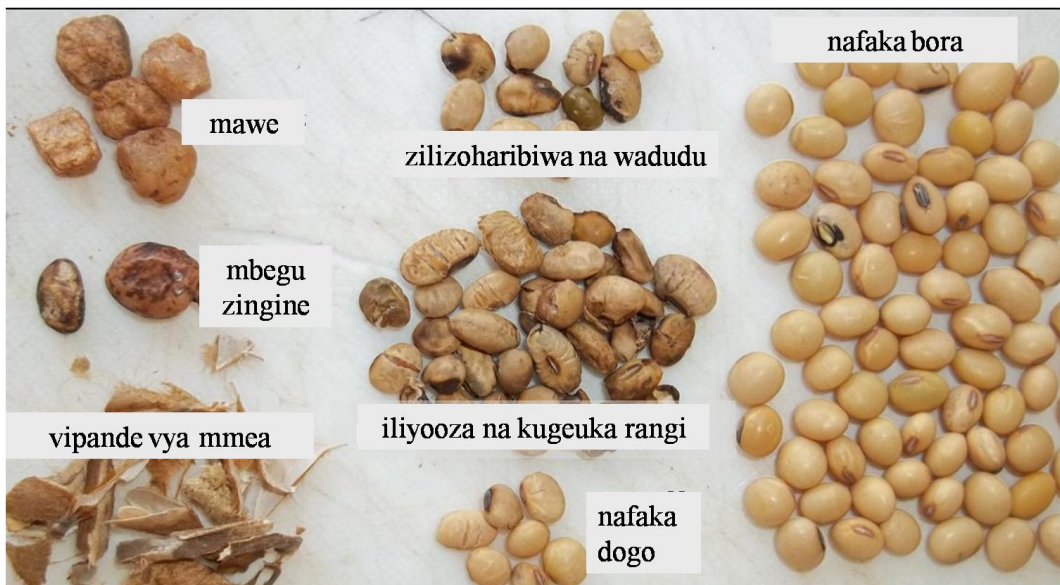 mawe
mbegu
zingine
vipande vya mmea
zilizoharibiwa na wadudu
iliyooza na kugeuka rangi
nafaka
dogo
nafaka bora